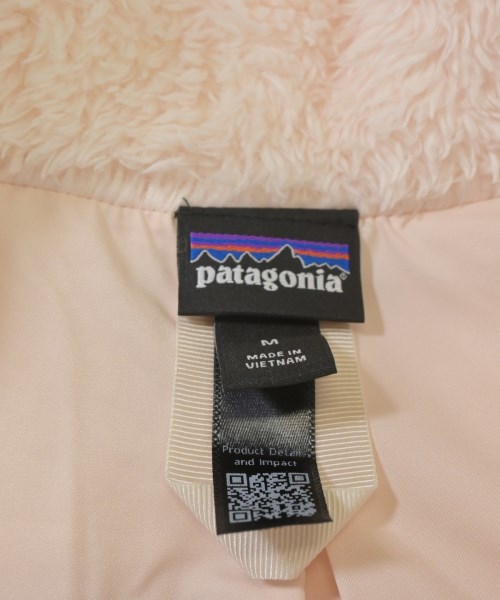 patagonia®
M
MADE IN
VIETNAM
Product Detail
and Impact